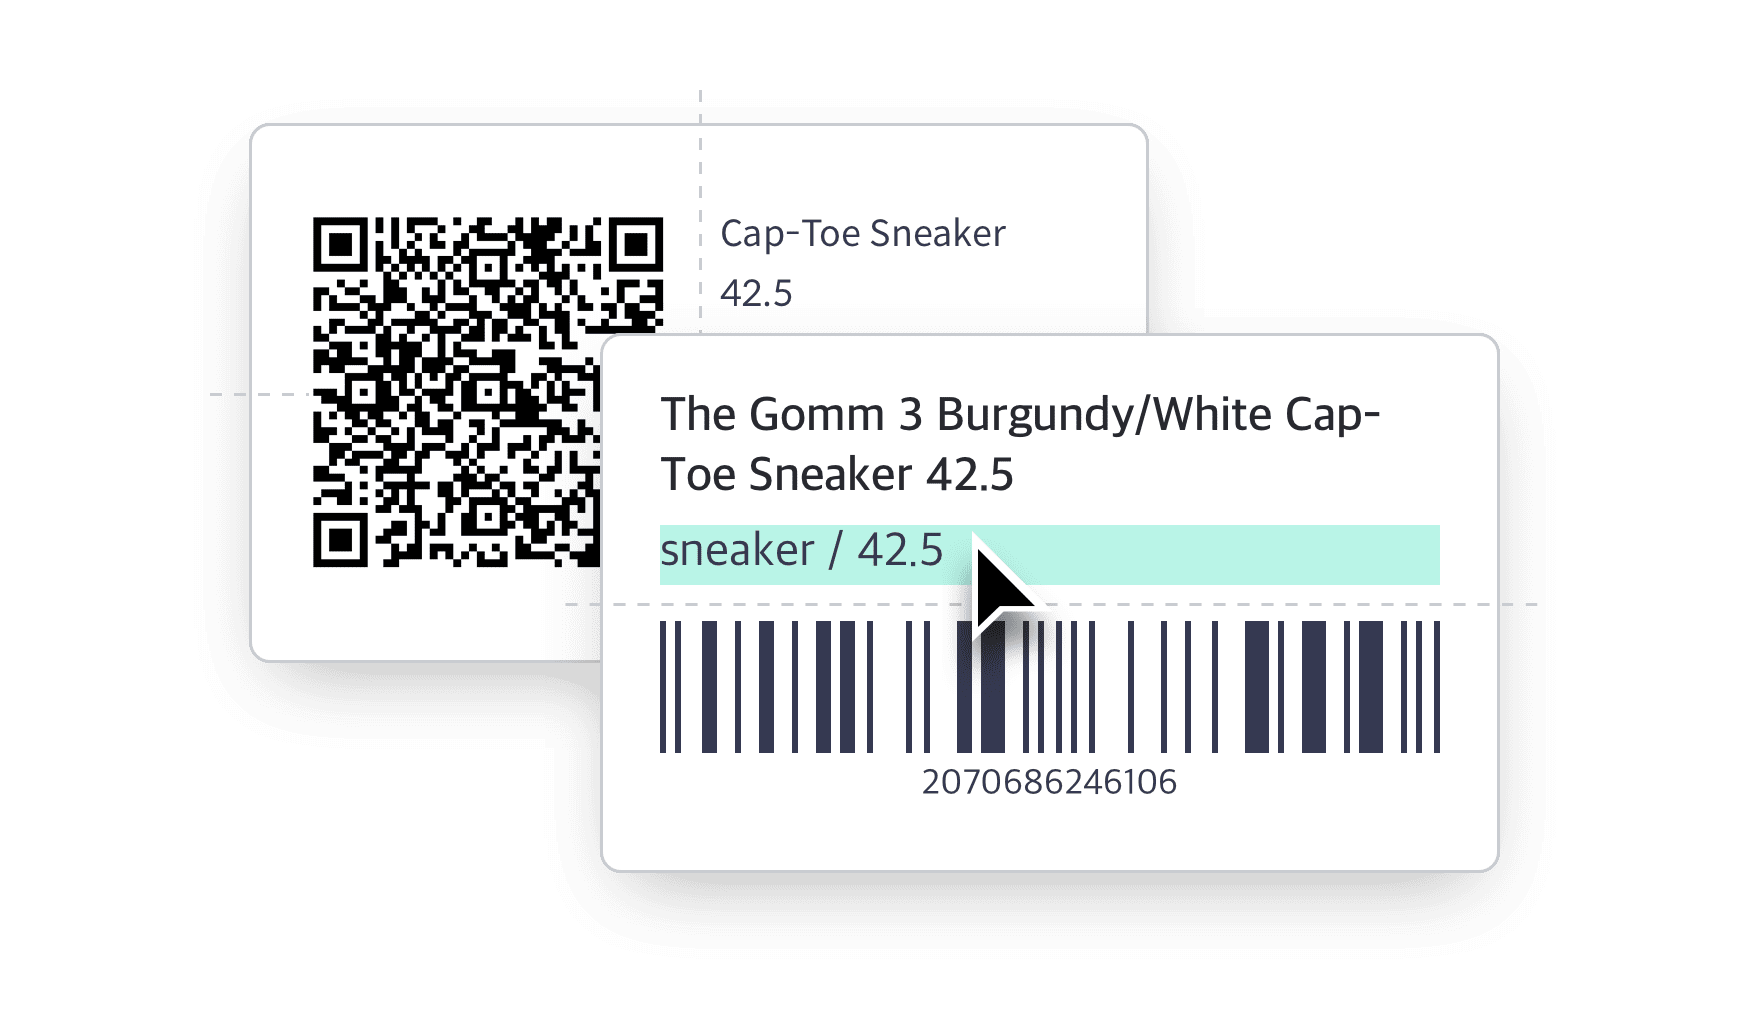 Cap-Toe Sneaker
42.5
The Gomm 3 Burgundy/White Cap-
Toe Sneaker 42.5
sneaker / 42.5
2070686246106